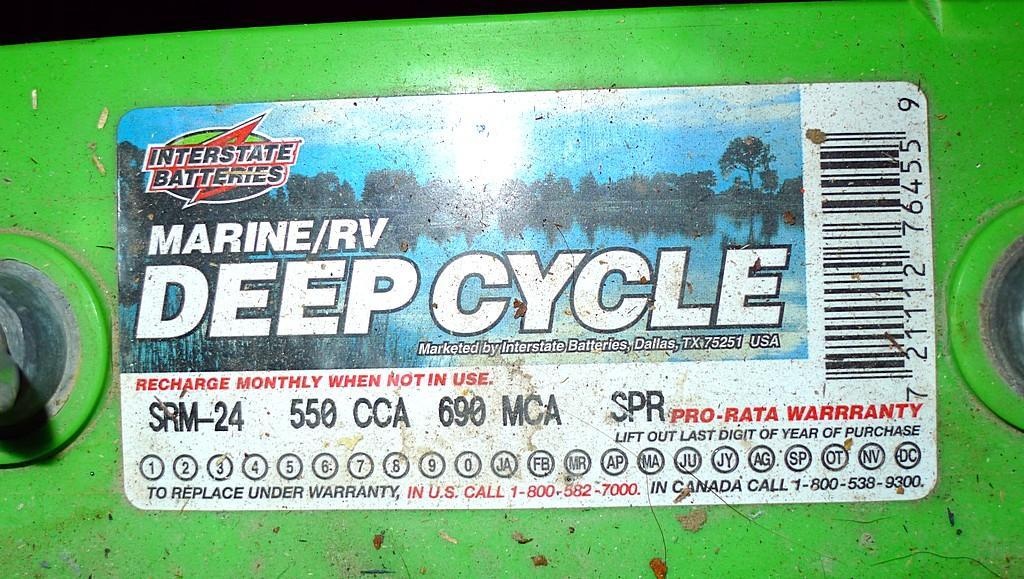 INTERSTATE
BATTERIES
MARINE/RV
DEEP CYCLE
Marketed by Interstate Batteries, Dallas, TX 75251 USA
RECHARGE MONTHLY WHEN NOT IN USE.
SRM-24 550 CCA 690 MCA SPR PRO-RATA WARRRANTY
LIFT OUT LAST DIGIT OF YEAR OF PURCHASE
1 2 3 4 5 6 7 8 9 0 JA FB MR AP MA JU JY AG SP OT NV DC
TO REPLACE UNDER WARRANTY, IN U.S. CALL 1-800-582-7000. IN CANADA CALL 1-800-538-9300.
7 21112 76455 9